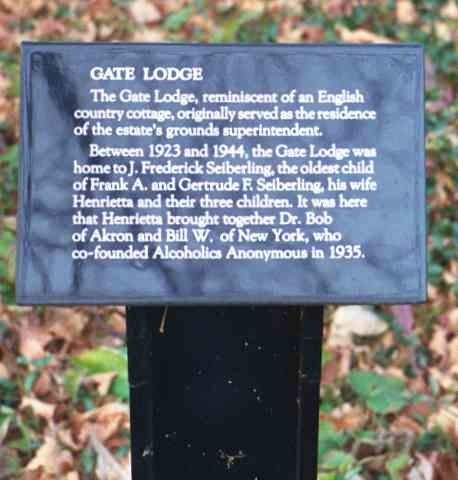 GATE LODGE
The Gate Lodge, reminiscent of an English
country cottage, originally served as the residence
of the estate's grounds superintendent.
Between 1923 and 1944, the Gate Lodge was
home to J. Frederick Seiberling, the oldest child
of Frank A. and Gertrude F. Seiberling, his wife
Henrietta and their three children. It was here
that Henrietta brought together Dr. Bob
of Akron and Bill W. of New York, who
co-founded Alcoholics Anonymous in 1935.